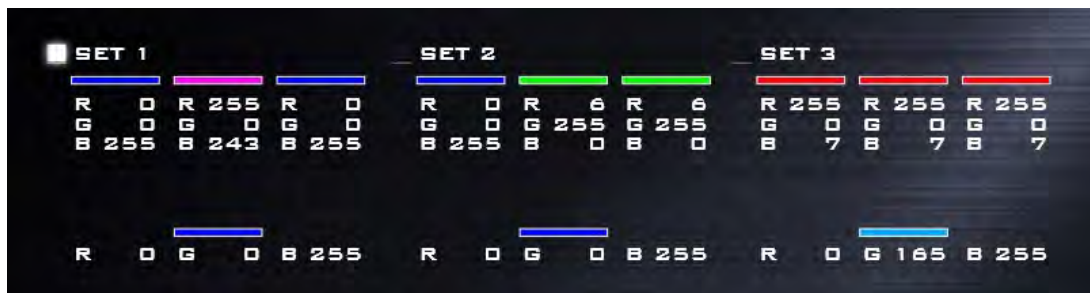 SET 1 SET 2 SET 3
R 0 R 255 R 0 R 0 R 6 R 6 R 255 R 255 R 255
G 0 G 0 G 0 G 0 G 255 G 255 G 0 G 0 G 0
B 255 B 243 B 255 B 255 B 0 B 0 B 7 B 7 B 7
R 0 G 0 B 255 R 0 G 0 B 255 R 0 G 165 B 255